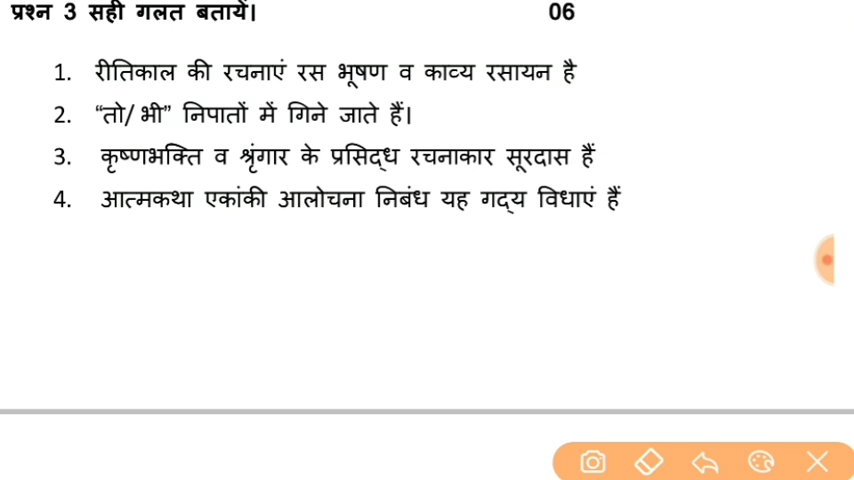 प्रश्न 3 सही गलत बतायें। 06
1. रीतिकाल की रचनाएं रस भूषण व काव्य रसायन है
2. “तो/ भी” निपातों में गिने जाते हैं।
3. कृष्णभक्ति व श्रृंगार के प्रसिद्ध रचनाकार सूरदास हैं
4. आत्मकथा एकांकी आलोचना निबंध यह गद्य विधाएं हैं